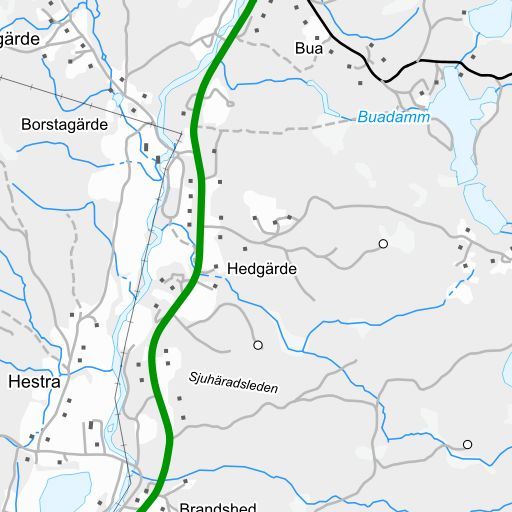 gärde
Bua
Buadamm
Borstagärde
Hedgärde
Hestra
Sjuhäradsleden
Brandshed